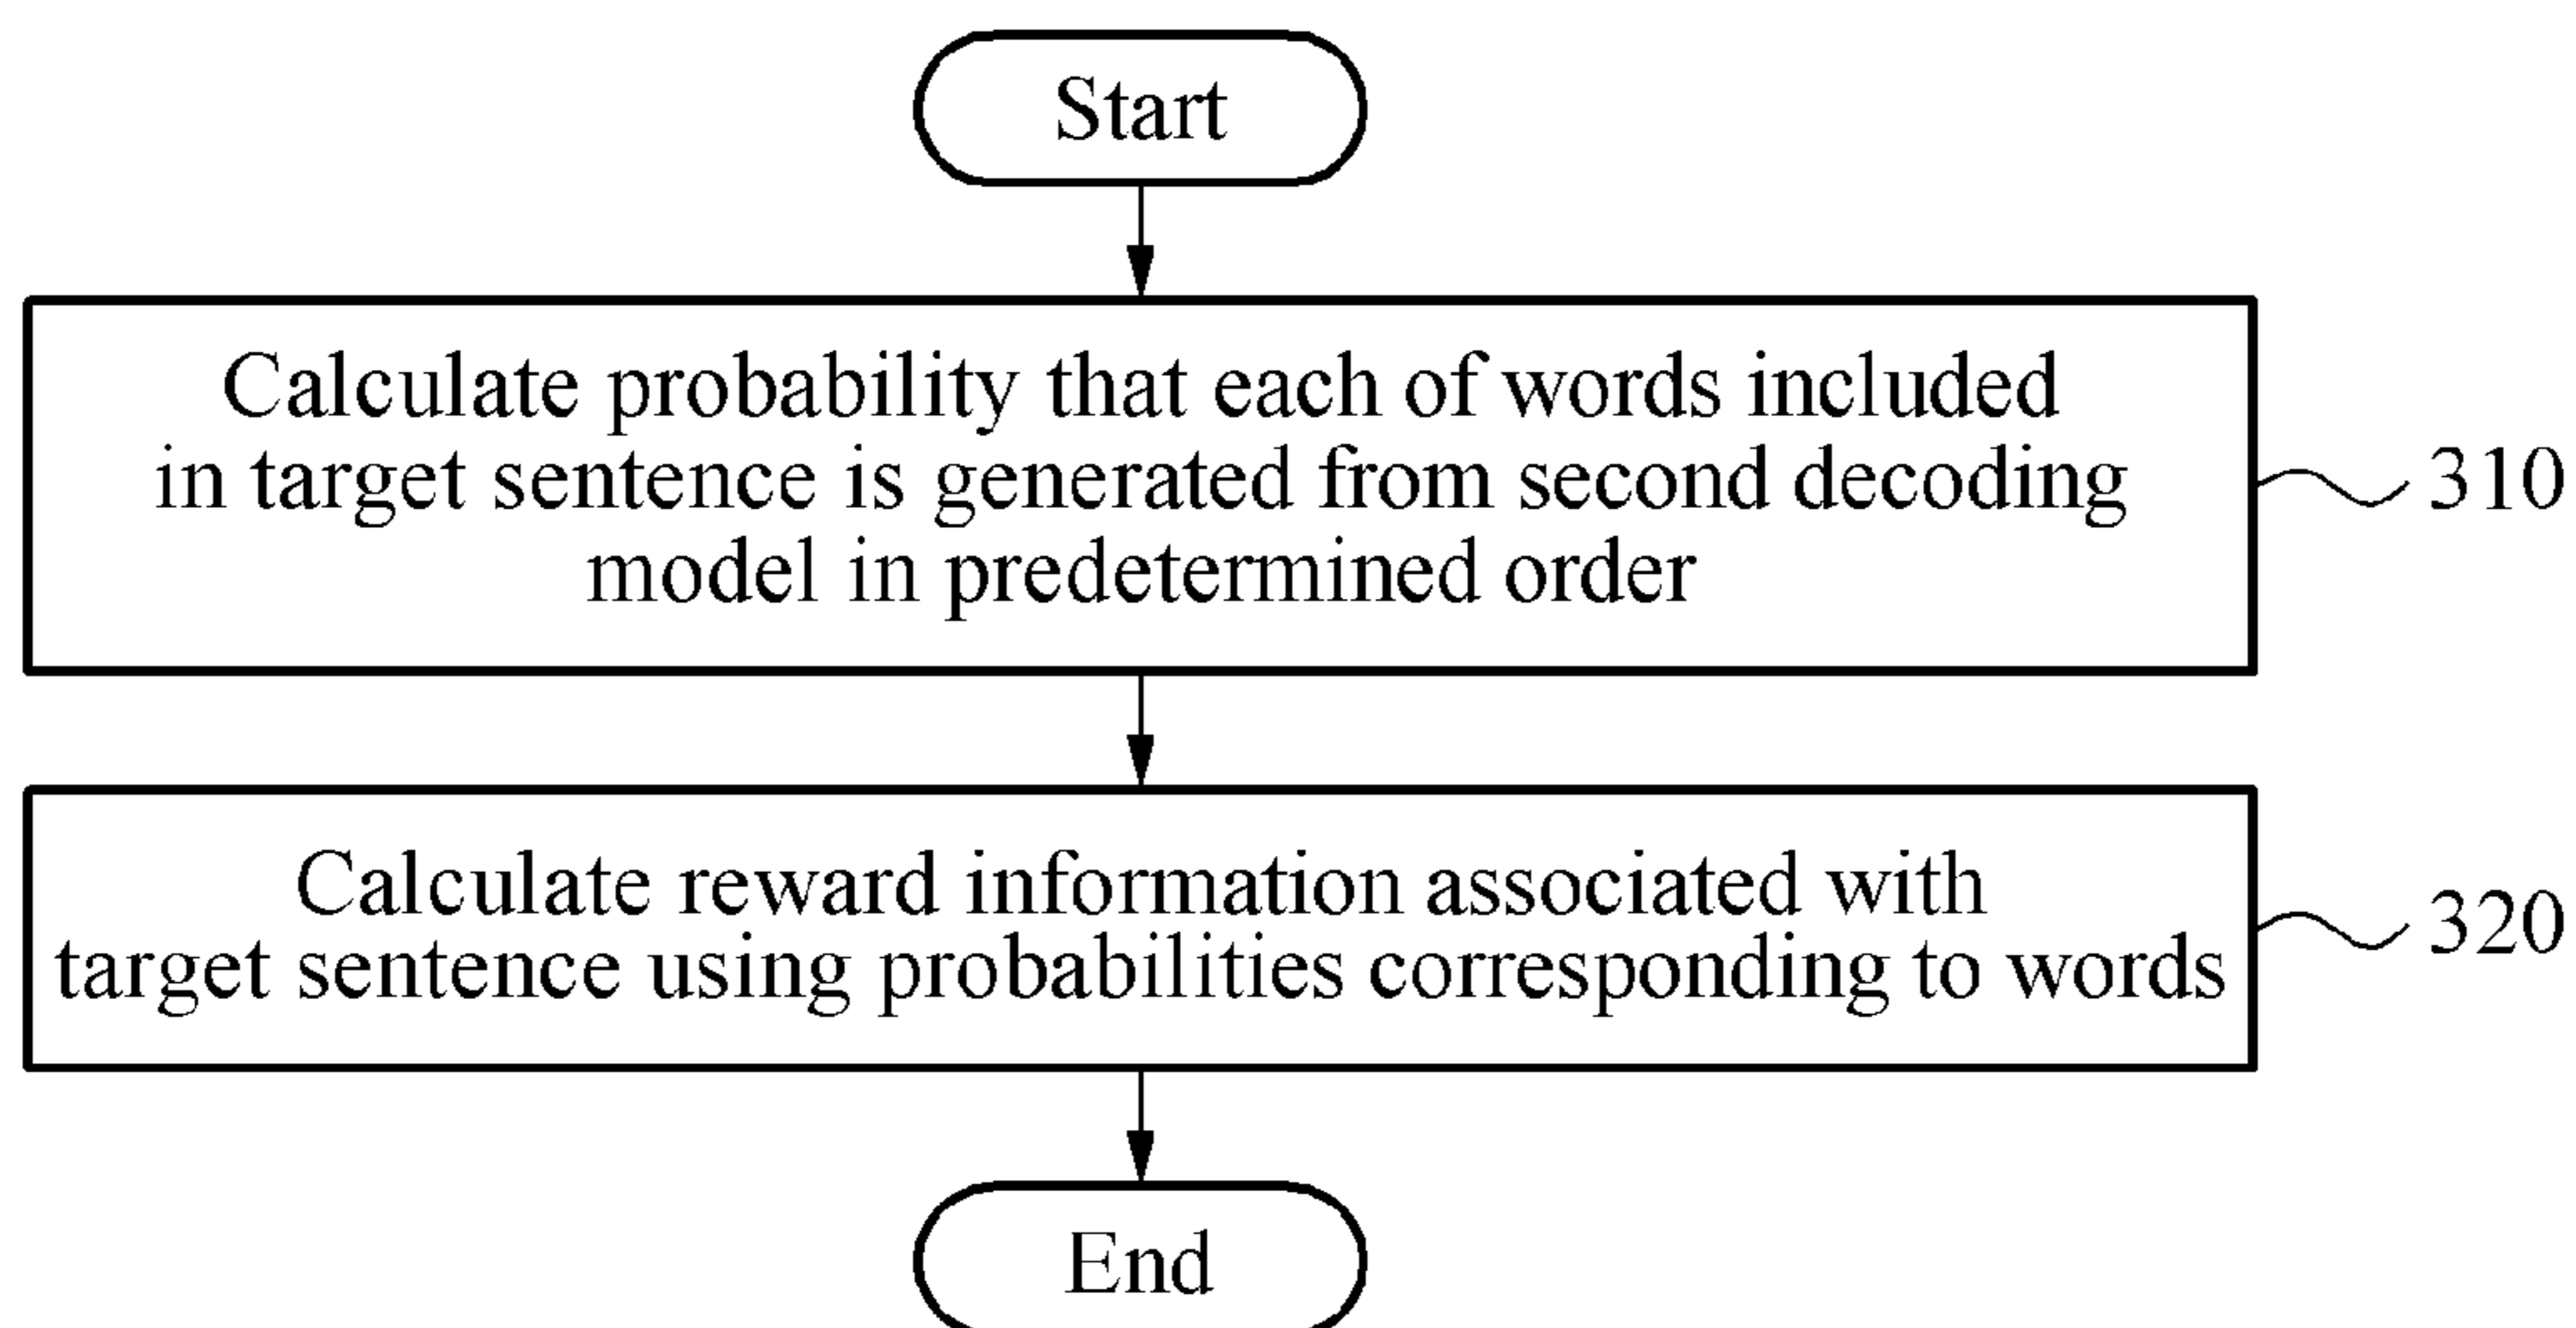 Start
Calculate probability that each of words included
in target sentence is generated from second decoding
model in predetermined order
310
Calculate reward information associated with
target sentence using probabilities corresponding to words
320
End